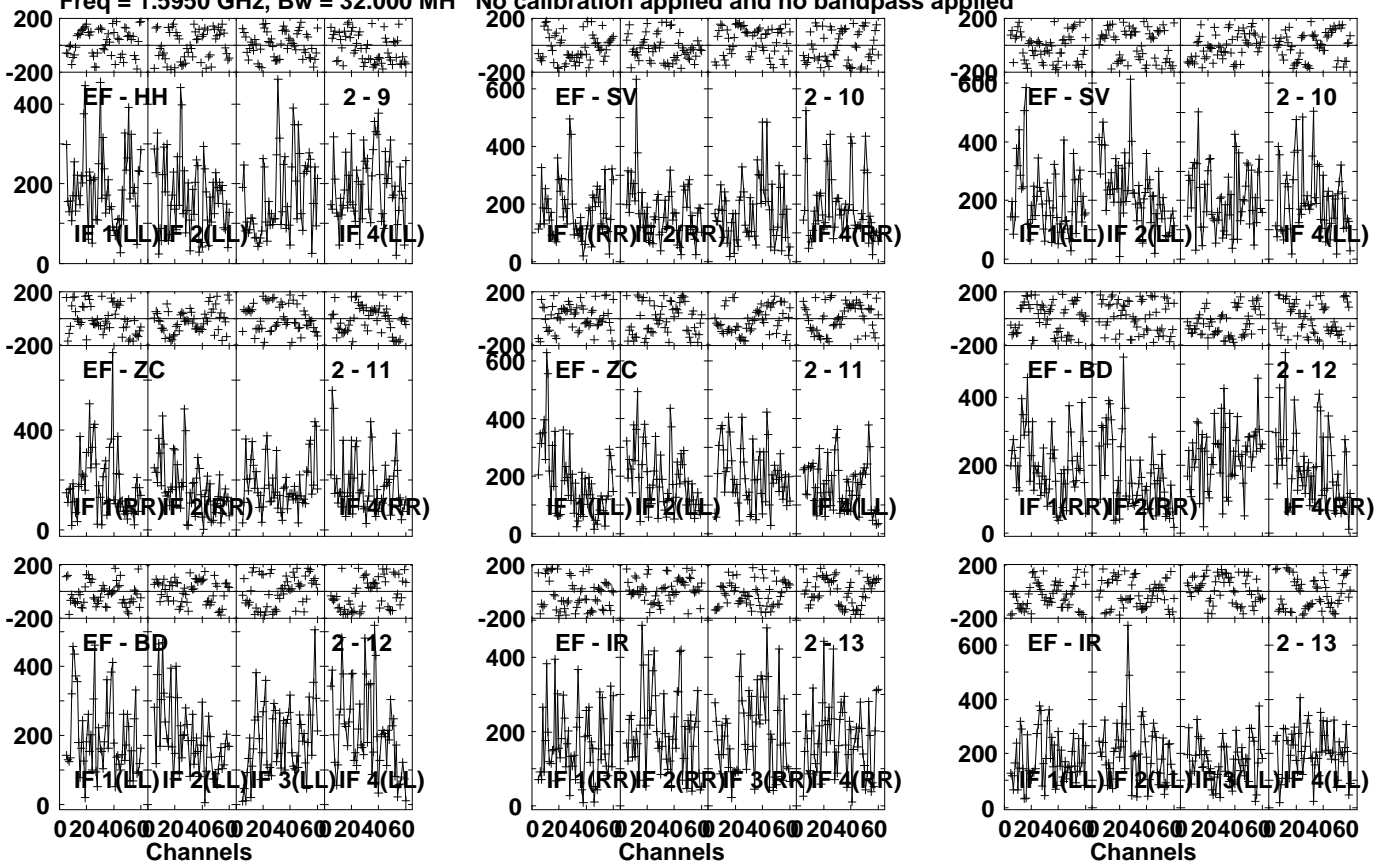 Freq = 1.5950 GHz, Bw = 32.000 MH No calibration applied and no bandpass applied
200
-200
400
200
0
EF - HH 2 - 9
IF 1(LL) IF 2(LL) IF 4(LL)
200
-200
600
400
200
0
EF - SV 2 - 10
IF 1(RR) IF 2(RR) IF 4(RR)
200
-200
600
400
200
0
EF - SV 2 - 10
IF 1(LL) IF 2(LL) IF 4(LL)
200
-200
400
200
0
EF - ZC 2 - 11
IF 1(RR) IF 2(RR) IF 4(RR)
200
-200
600
400
200
0
EF - ZC 2 - 11
IF 1(LL) IF 2(LL) IF 4(LL)
200
-200
400
200
0
EF - BD 2 - 12
IF 1(RR) IF 2(RR) IF 4(RR)
200
-200
400
200
0
EF - BD 2 - 12
IF 1(LL) IF 2(LL) IF 3(LL) IF 4(LL)
0 20 40 60 0 20 40 60 0 20 40 60 0 20 40 60
Channels
200
-200
400
200
0
EF - IR 2 - 13
IF 1(RR) IF 2(RR) IF 3(RR) IF 4(RR)
0 20 40 60 0 20 40 60 0 20 40 60 0 20 40 60
Channels
200
-200
600
400
200
0
EF - IR 2 - 13
IF 1(LL) IF 2(LL) IF 3(LL) IF 4(LL)
0 20 40 60 0 20 40 60 0 20 40 60 0 20 40 60
Channels